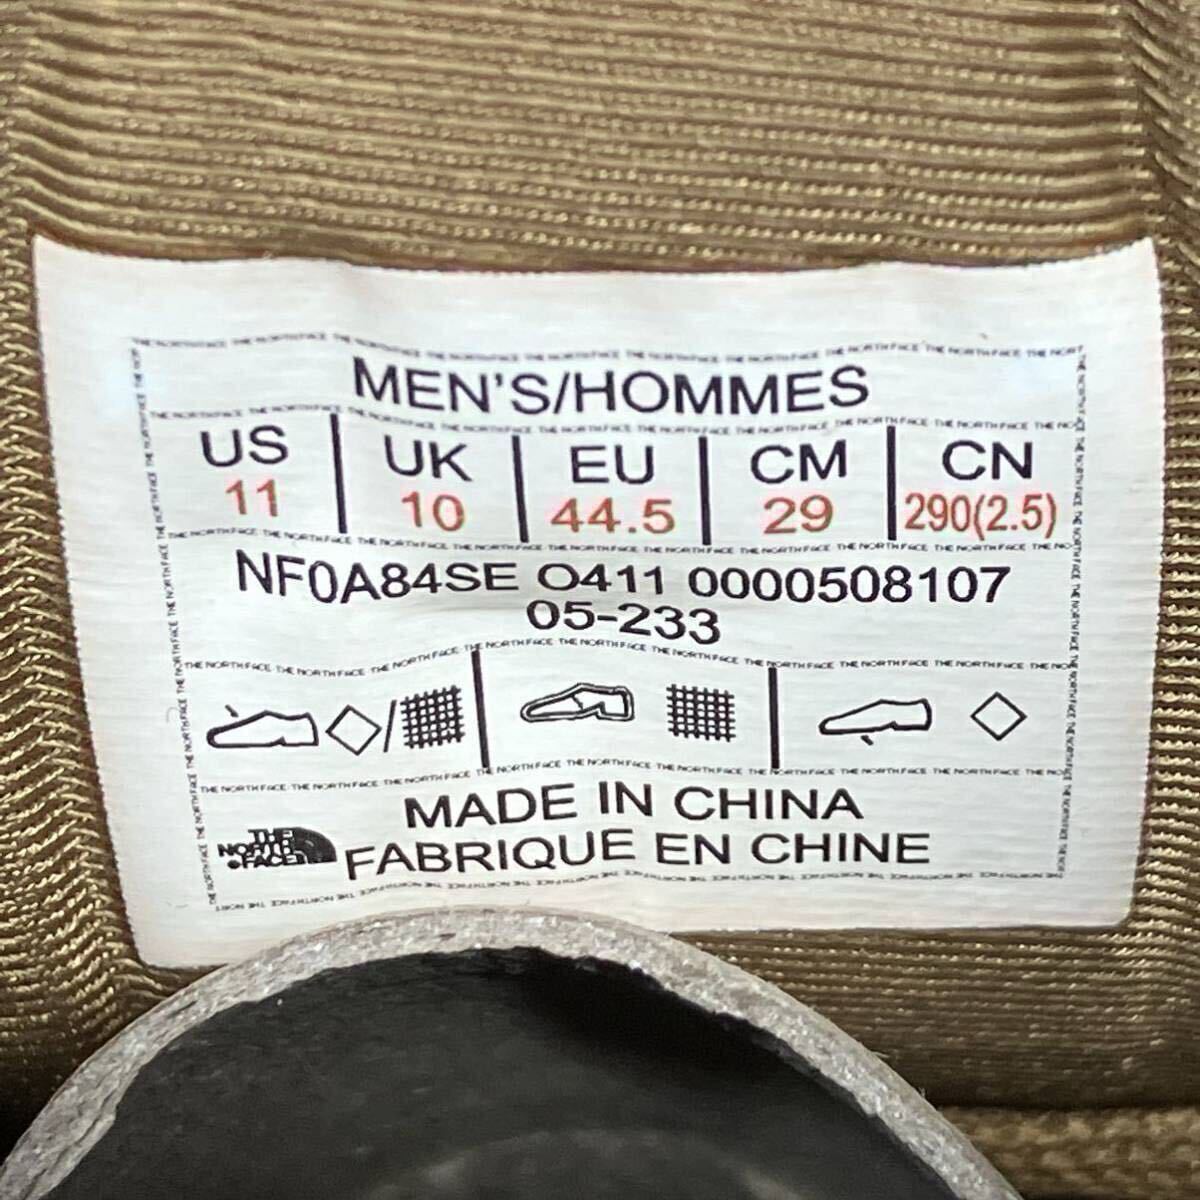 MEN'S/HOMMES
US UK EU CM CN
11 10 44.5 29 290(2.5)
NF0A84SE O411 0000508107
05-233
MADE IN CHINA
THE NORTH FACE
FABRIQUE EN CHINE